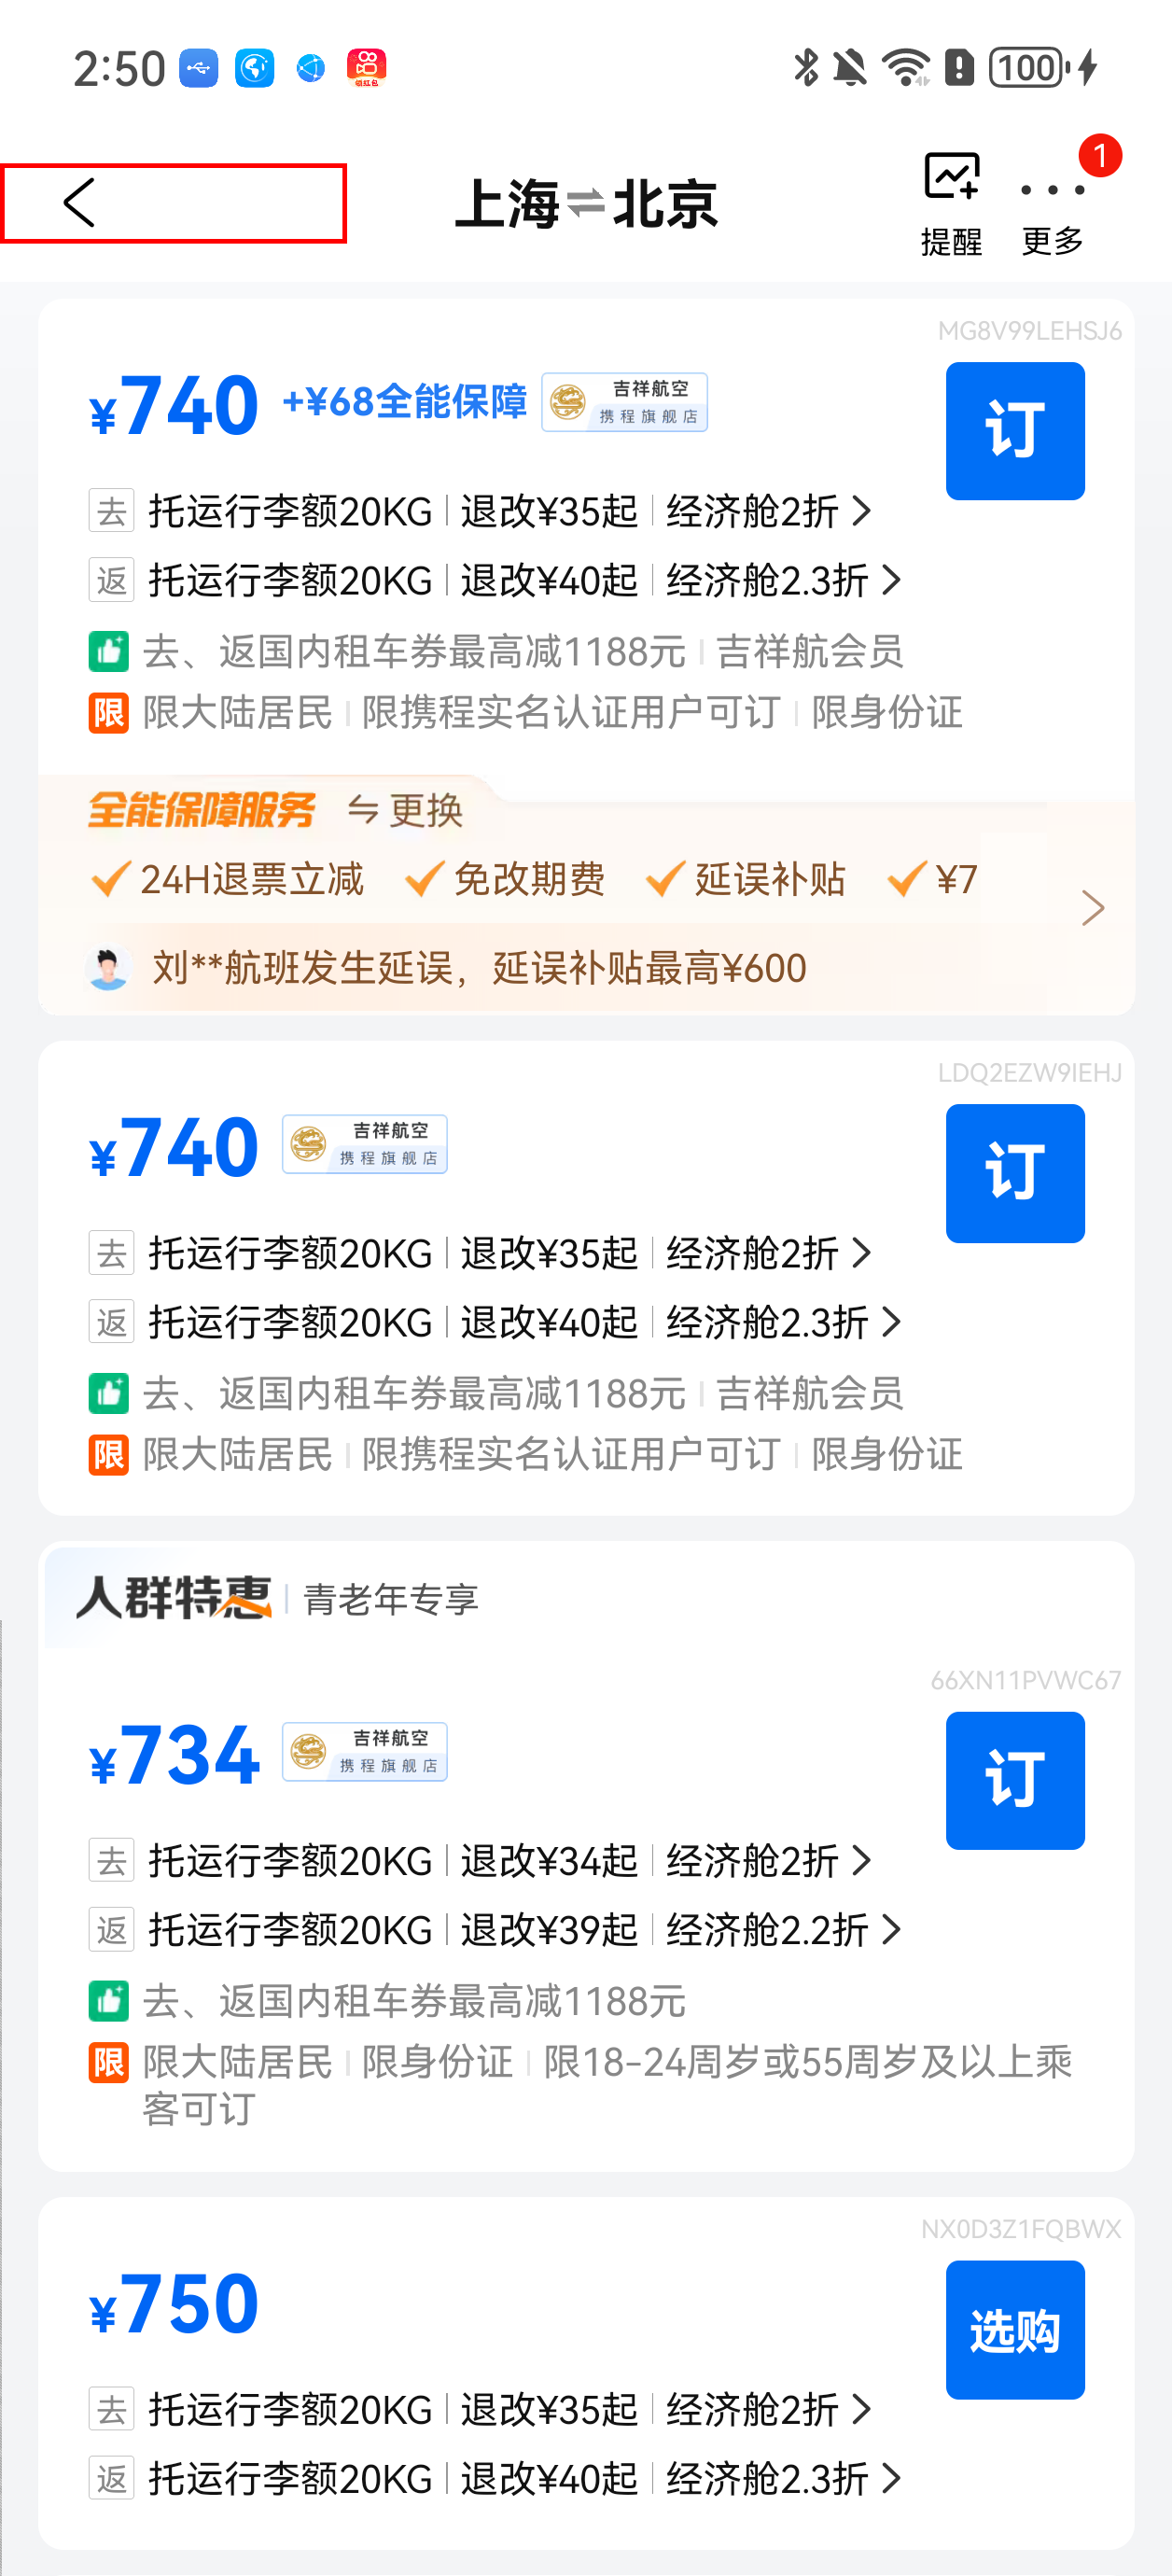 2:50
领红包
100
上海
北京
提醒
更多
1
MG8V99LEHSJ6
¥740 +¥68全能保障 吉祥航空
携程旗舰店
订
去 托运行李额20KG 退改¥35起 经济舱2折
返 托运行李额20KG 退改¥40起 经济舱2.3折
去、返国内租车券最高减1188元 吉祥航会员
限 限大陆居民 限携程实名认证用户可订 限身份证
全能保障服务 更换
24H退票立减 免改期费 延误补贴 ¥7
刘**航班发生延误，延误补贴最高¥600
LDQ2EZW9IEHJ
¥740 吉祥航空
携程旗舰店
订
去 托运行李额20KG 退改¥35起 经济舱2折
返 托运行李额20KG 退改¥40起 经济舱2.3折
去、返国内租车券最高减1188元 吉祥航会员
限 限大陆居民 限携程实名认证用户可订 限身份证
人群特惠 青老年专享
66XN11PVWC67
¥734 吉祥航空
携程旗舰店
订
去 托运行李额20KG 退改¥34起 经济舱2折
返 托运行李额20KG 退改¥39起 经济舱2.2折
去、返国内租车券最高减1188元
限 限大陆居民 限身份证 限18-24周岁或55周岁及以上乘
客可订
NX0D3Z1FQBWX
¥750
选购
去 托运行李额20KG 退改¥35起 经济舱2折
返 托运行李额20KG 退改¥40起 经济舱2.3折